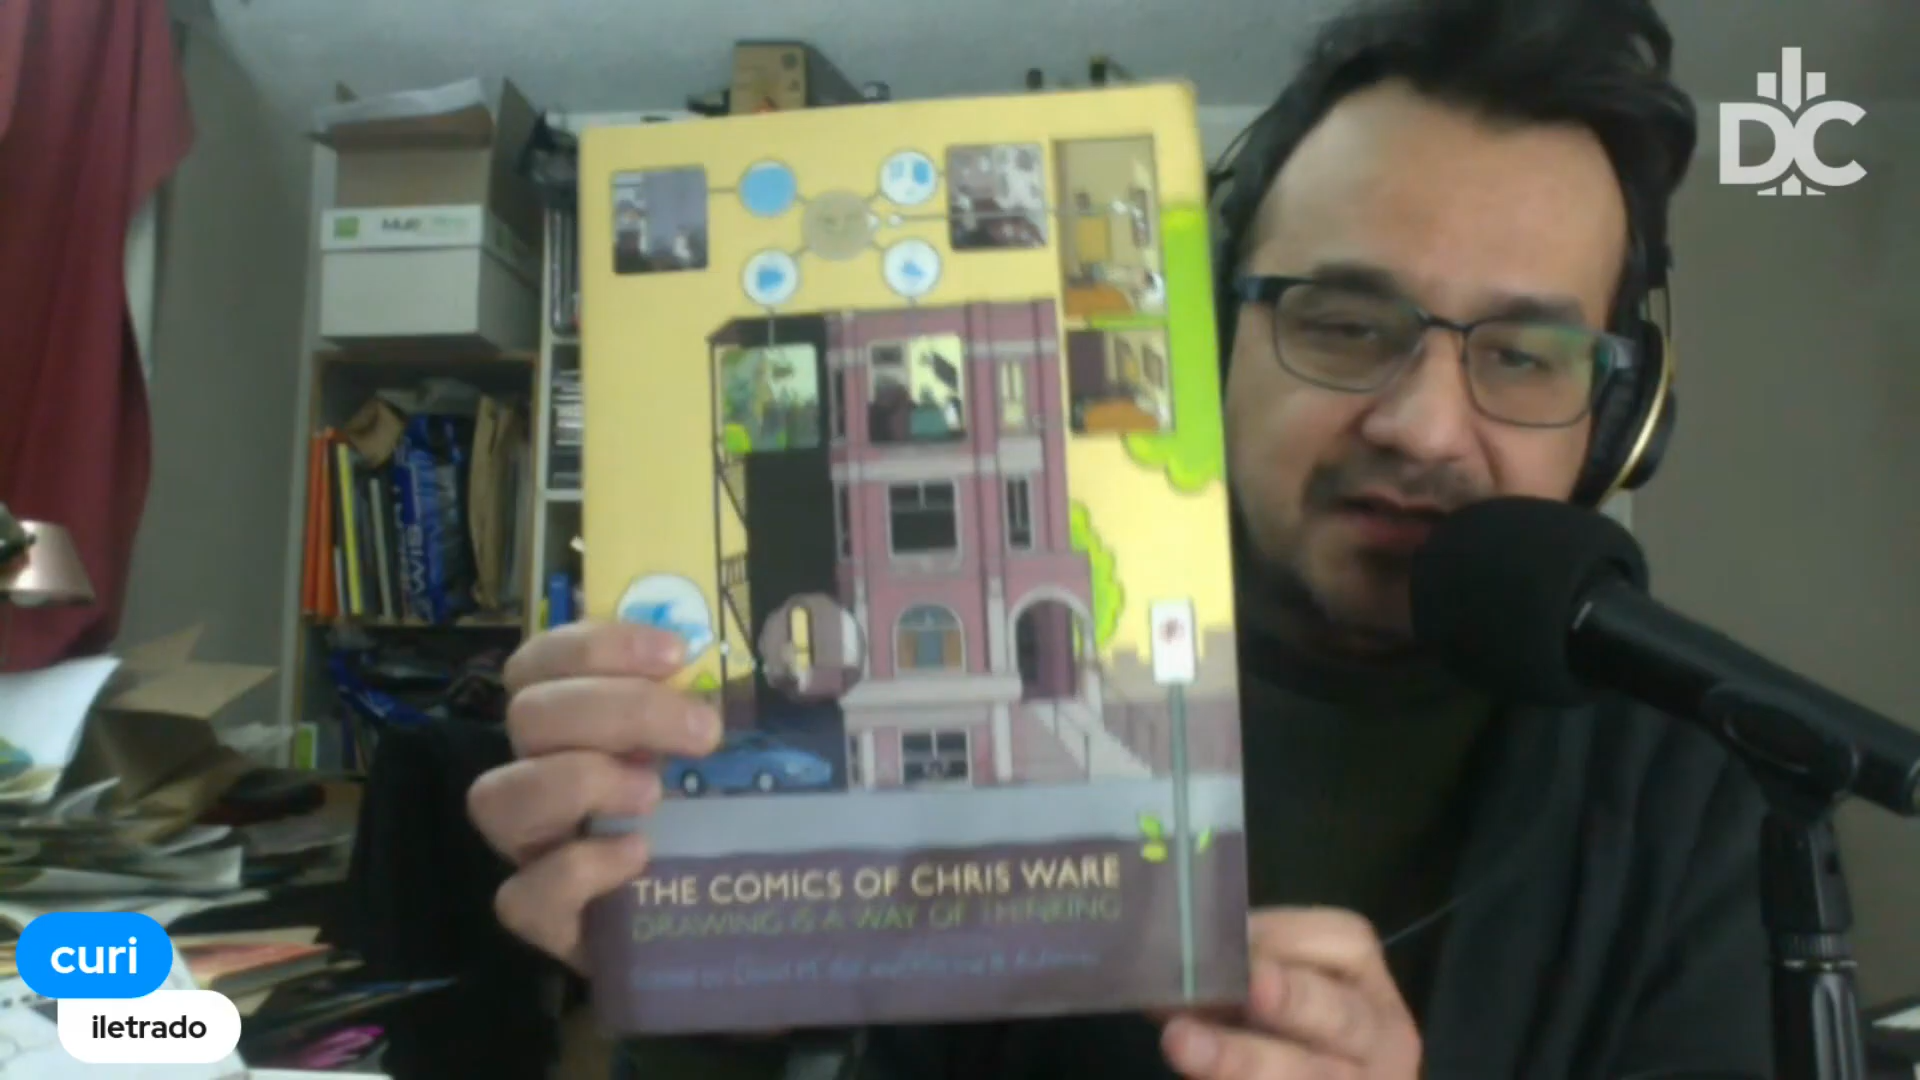 DC
THE COMICS OF CHRIS WARE
DRAWING IS A WAY OF THINKING
curi
iletrado